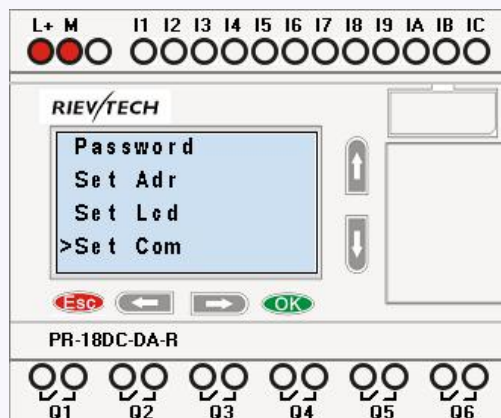 L+ M I1 I2 I3 I4 I5 I6 I7 I8 I9 IA IB IC
RIEVTECH
Password
Set Adr
Set Lcd
>Set Com
Esc OK
PR-18DC-DA-R
Q1 Q2 Q3 Q4 Q5 Q6